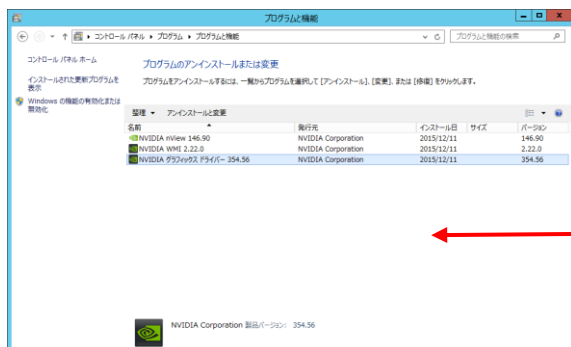 プログラムと機能
コントロール パネル ▸ プログラム ▸ プログラムと機能
プログラムと機能の検索
コントロール パネル ホーム
インストールされた更新プログラムを
表示
Windows の機能の有効化または
無効化
プログラムのアンインストールまたは変更
プログラムをアンインストールするには、一覧からプログラムを選択して [アンインストール]、[変更]、または [修復] をクリックします。
整理 ▾ アンインストールと変更
名前 発行元 インストール日 サイズ バージョン
NVIDIA nView 146.90 NVIDIA Corporation 2015/12/11 146.90
NVIDIA WMI 2.22.0 NVIDIA Corporation 2015/12/11 2.22.0
NVIDIA グラフィックス ドライバー 354.56 NVIDIA Corporation 2015/12/11 354.56
NVIDIA Corporation 製品バージョン: 354.56